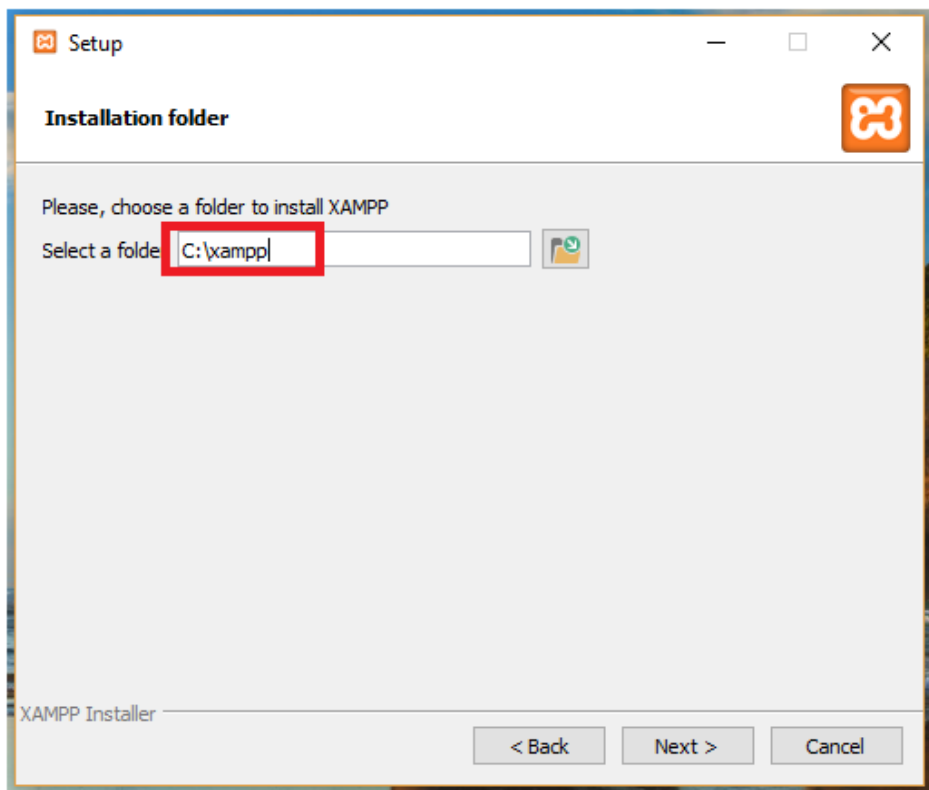 Setup
Installation folder
Please, choose a folder to install XAMPP
Select a folde C:\xampp
XAMPP Installer
< Back Next > Cancel